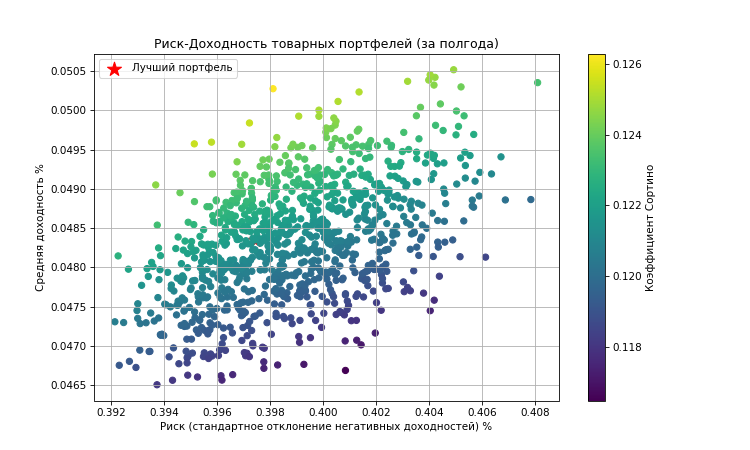 Риск-Доходность товарных портфелей (за полгода)
Лучший портфель
Средняя доходность %
0.0505
0.0500
0.0495
0.0490
0.0485
0.0480
0.0475
0.0470
0.0465
0.392 0.394 0.396 0.398 0.400 0.402 0.404 0.406 0.408
Риск (стандартное отклонение негативных доходностей) %
0.126
0.124
0.122
0.120
0.118
Коэффициент Сортино